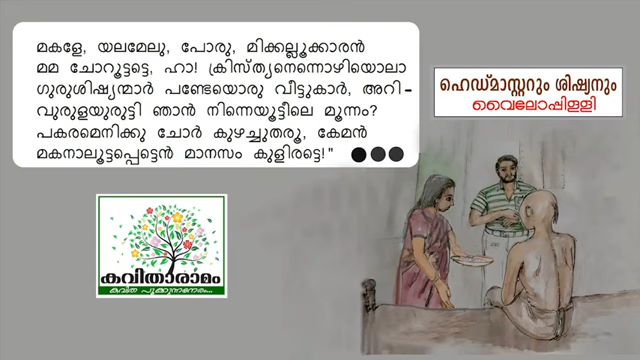 മകളേ, യലമേലു, പോരു, മിക്കല്ലൂക്കാരൻ
മമ ചോറൂട്ടട്ടെ, ഹാ! ക്രിസ്ത്യനെന്നൊഴിയൊലാ
ഗുരുശിഷ്യന്മാർ പണ്ടേയൊരു വീട്ടുകാർ, അറി-
വുരുളയുരുട്ടി ഞാൻ നിന്നെയൂട്ടീലെ മൂന്നം?
പകരമെനിക്കു ചോർ കുഴച്ചുതരൂ, കേമൻ
മകനാലൂട്ടപ്പെട്ടെൻ മാനസം കുളിരട്ടെ!"
ഹെഡ്മാസ്റ്ററും ശിഷ്യനും
വൈലോപ്പിള്ളി
കവിതാരാമം
കവിത പൂക്കുന്നനേരം...